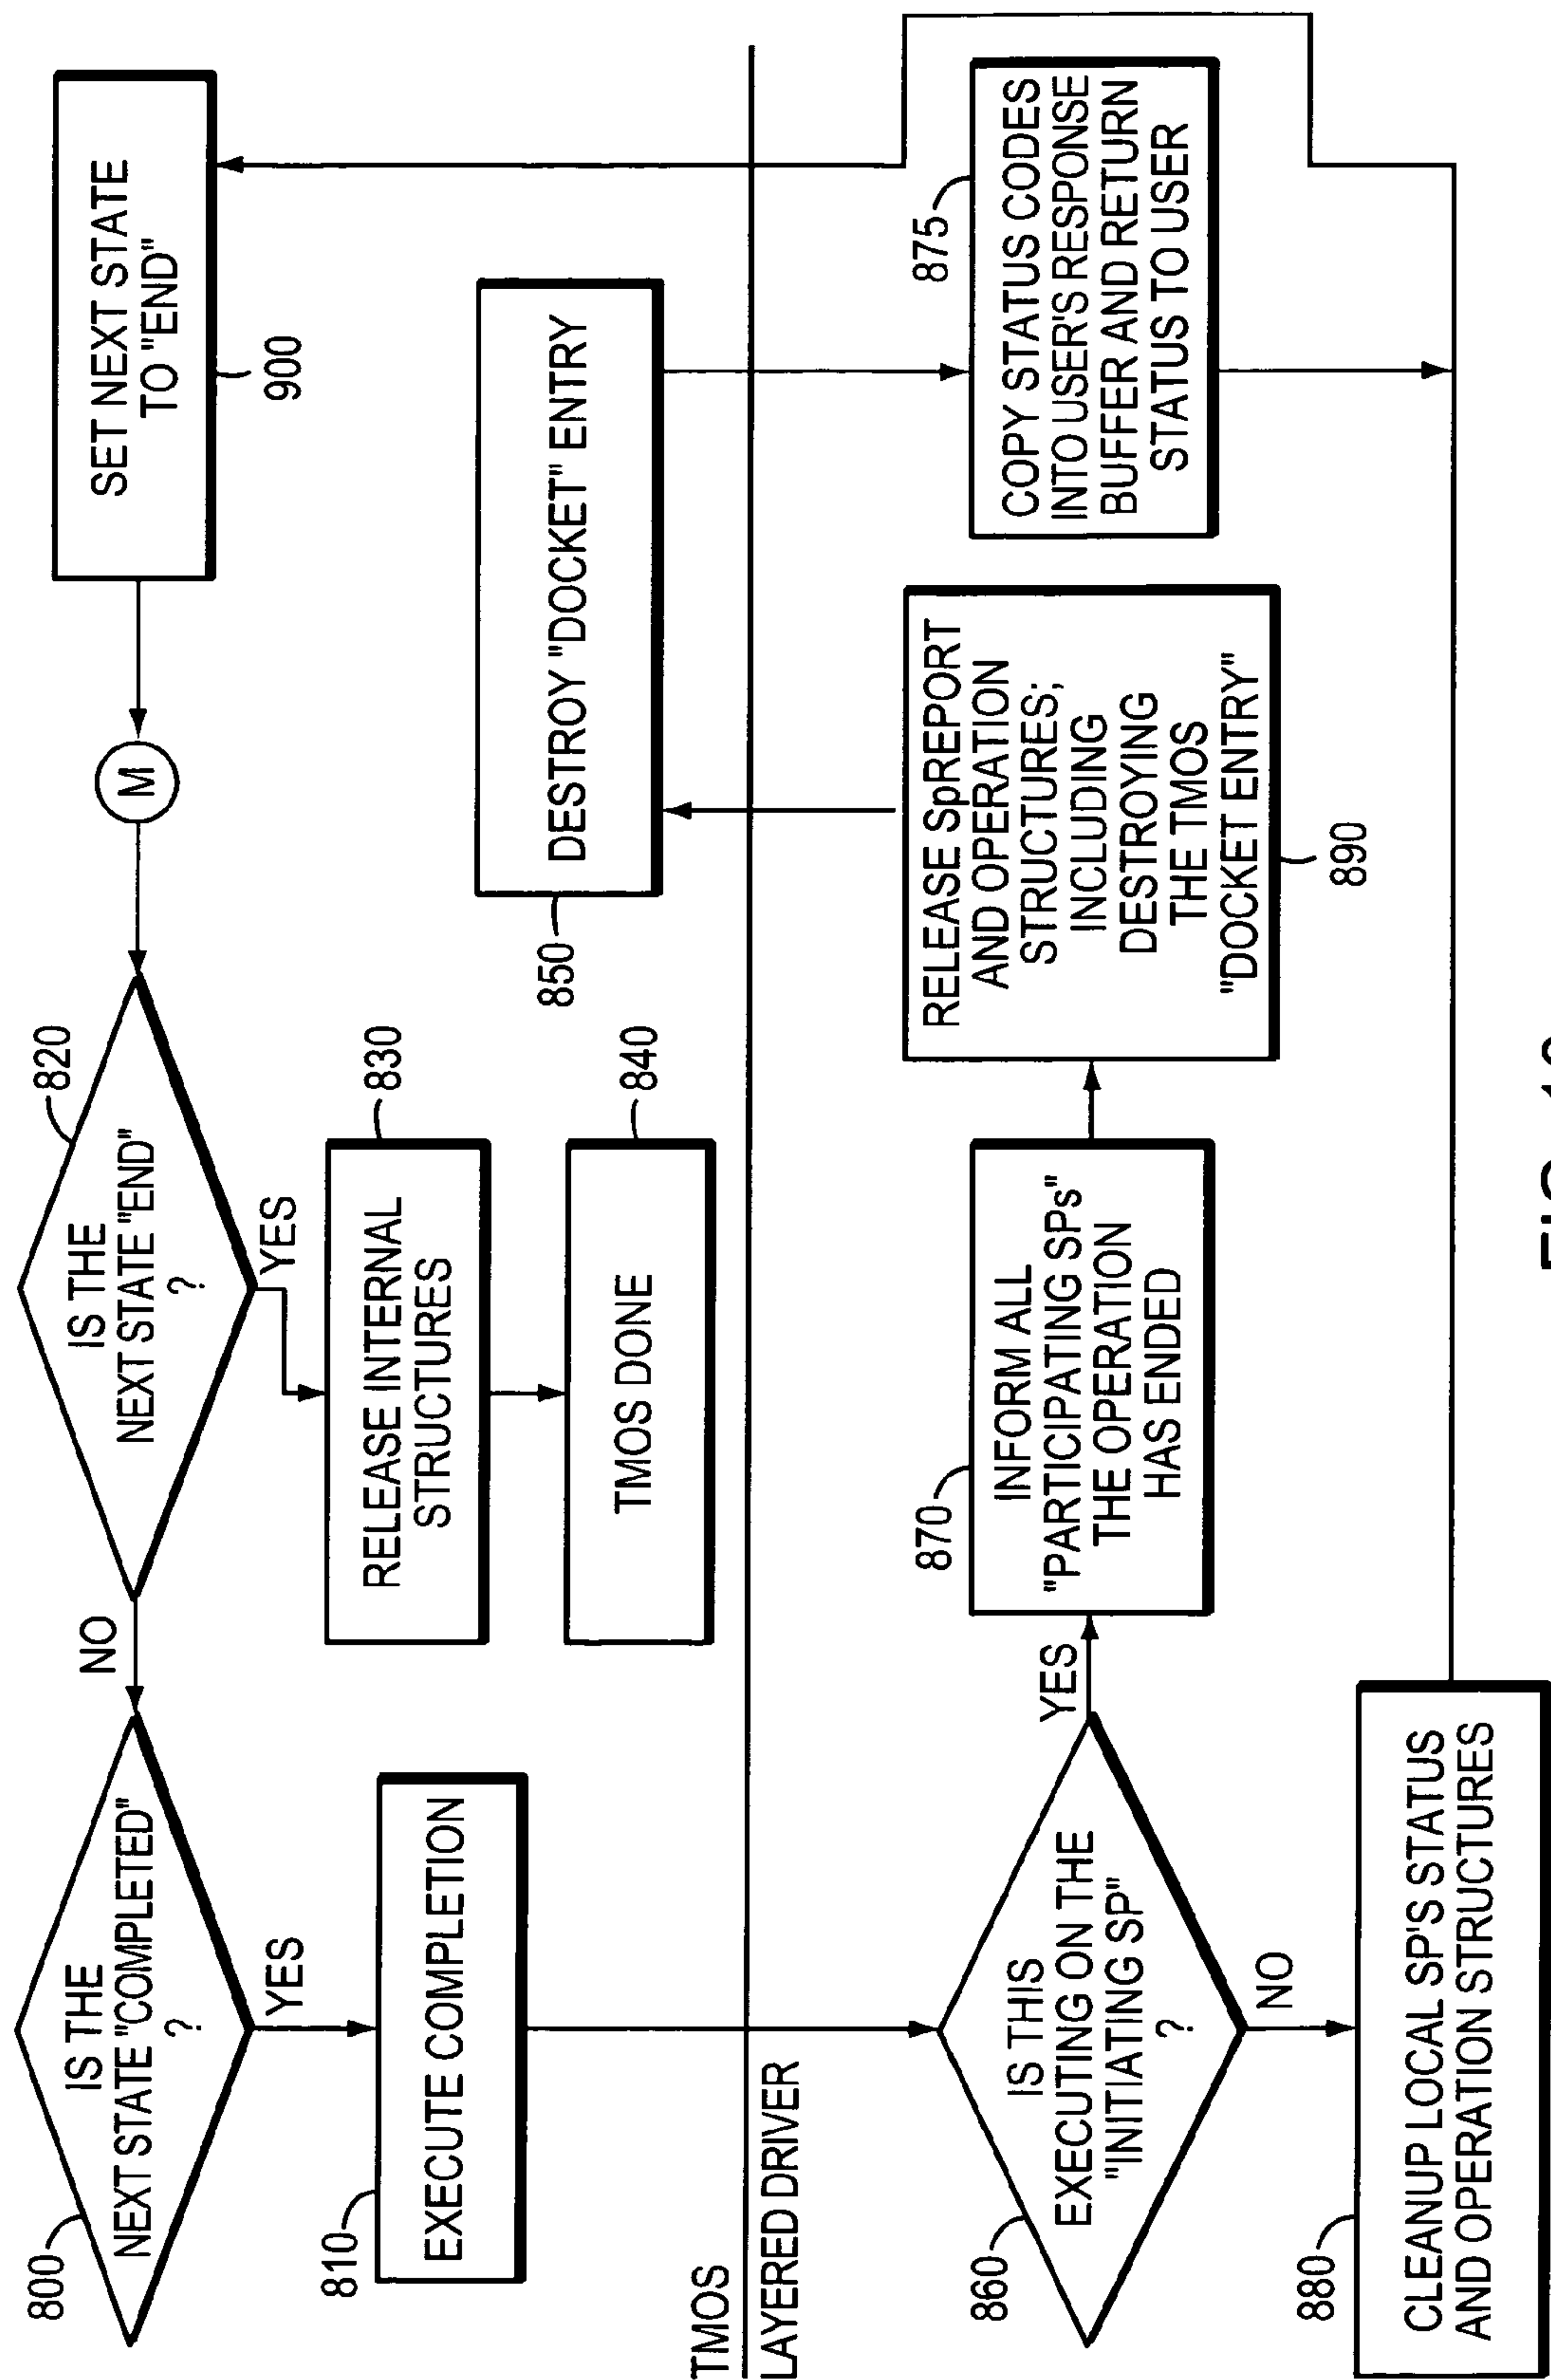 800
IS THE
NEXT STATE "COMPLETED"
?
YES
810
EXECUTE COMPLETION
NO
820
IS THE
NEXT STATE "END"
?
YES
830
RELEASE INTERNAL
STRUCTURES
840
TMOS DONE
M
SET NEXT STATE
TO "END"
900
850
DESTROY "DOCKET" ENTRY
TMOS
LAYERED DRIVER
860
IS THIS
EXECUTING ON THE
"INITIATING SP"
?
YES
NO
870
INFORM ALL
"PARTICIPATING SPs"
THE OPERATION
HAS ENDED
RELEASE SpREPORT
AND OPERATION
STRUCTURES;
INCLUDING
DESTROYING
THE TMOS
"DOCKET ENTRY"
890
875
COPY STATUS CODES
INTO USER'S RESPONSE
BUFFER AND RETURN
STATUS TO USER
880
CLEANUP LOCAL SP'S STATUS
AND OPERATION STRUCTURES